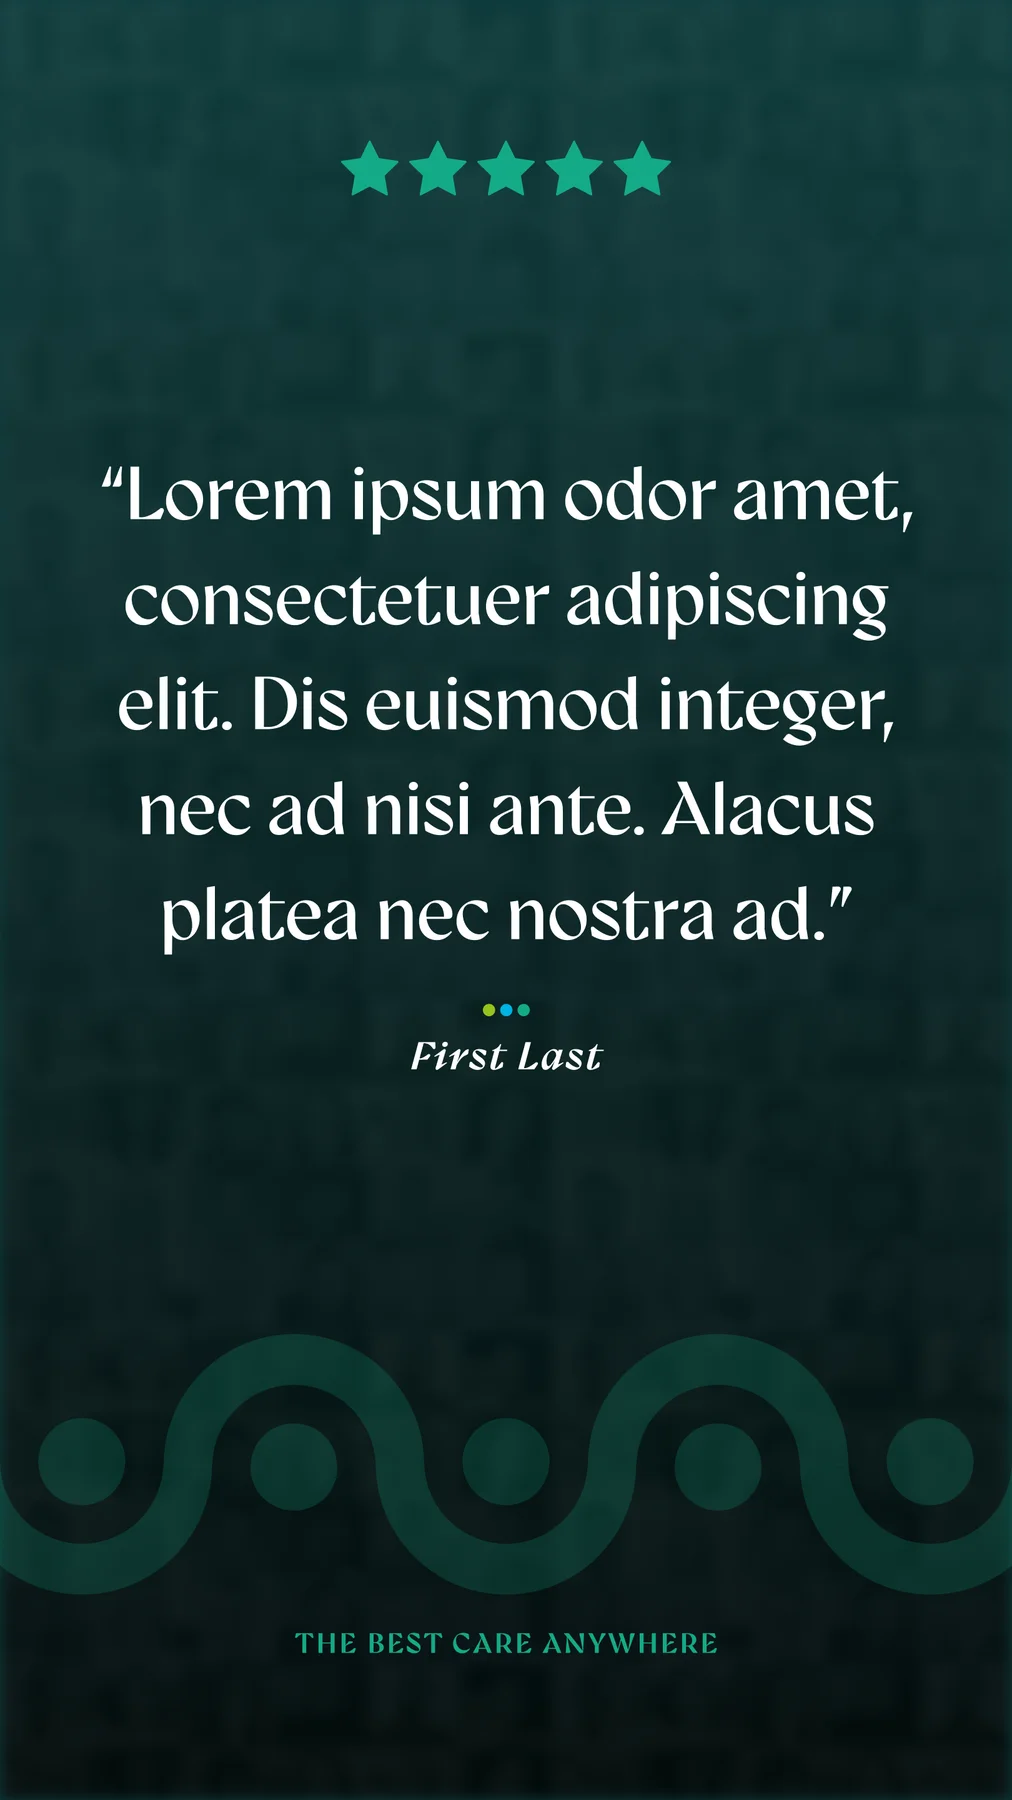 “Lorem ipsum odor amet,
consectetuer adipiscing
elit. Dis euismod integer,
nec ad nisi ante. Alacus
platea nec nostra ad.”
First Last
THE BEST CARE ANYWHERE